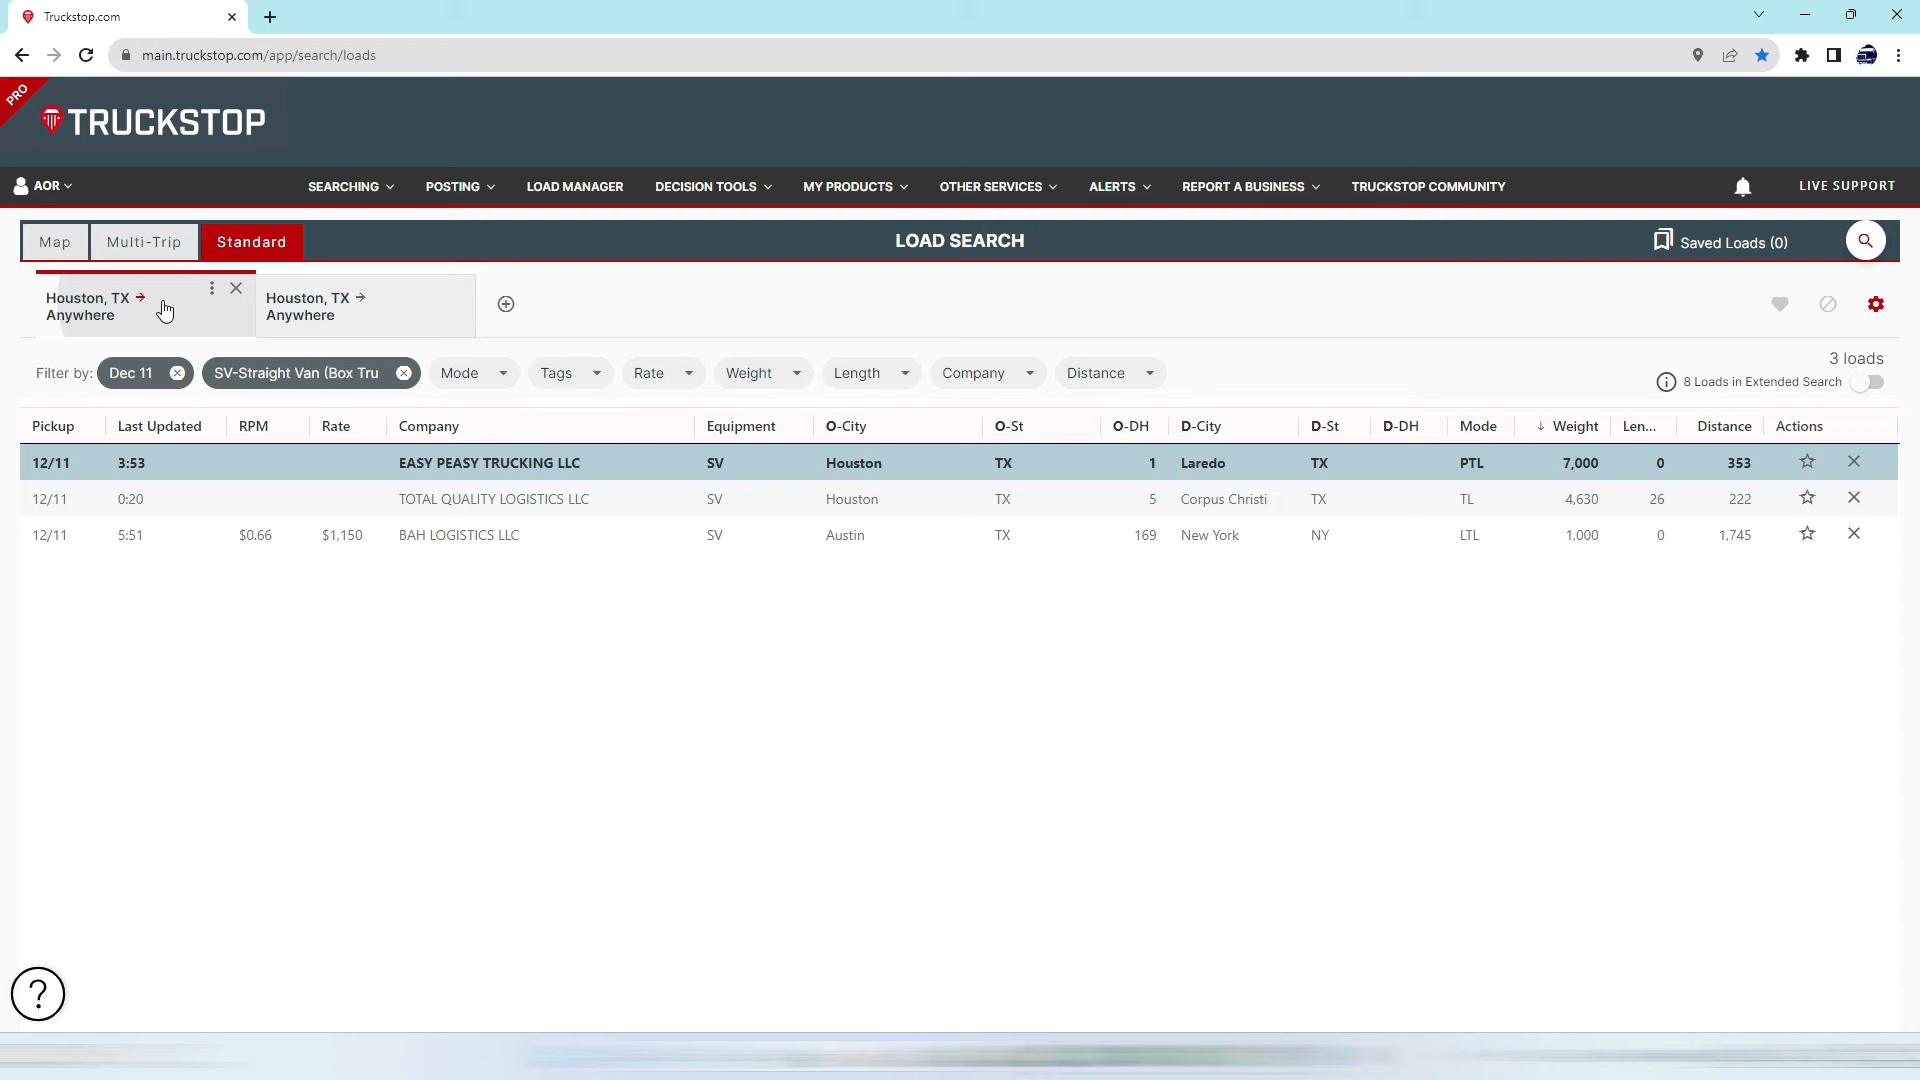 Truckstop.com
main.truckstop.com/app/search/loads
PRO
TRUCKSTOP
AOR SEARCHING POSTING LOAD MANAGER DECISION TOOLS MY PRODUCTS OTHER SERVICES ALERTS REPORT A BUSINESS TRUCKSTOP COMMUNITY LIVE SUPPORT
Map Multi-Trip Standard LOAD SEARCH Saved Loads (0)
Houston, TX →
Anywhere
Houston, TX →
Anywhere
3 loads
Filter by: Dec 11 SV-Straight Van (Box Tru Mode Tags Rate Weight Length Company Distance
8 Loads in Extended Search
Pickup Last Updated RPM Rate Company Equipment O-City O-St O-DH D-City D-St D-DH Mode ↓ Weight Len... Distance Actions
12/11 3:53 EASY PEASY TRUCKING LLC SV Houston TX 1 Laredo TX PTL 7,000 0 353
12/11 0:20 TOTAL QUALITY LOGISTICS LLC SV Houston TX 5 Corpus Christi TX TL 4,630 26 222
12/11 5:51 $0.66 $1,150 BAH LOGISTICS LLC SV Austin TX 169 New York NY LTL 1,000 0 1,745
?